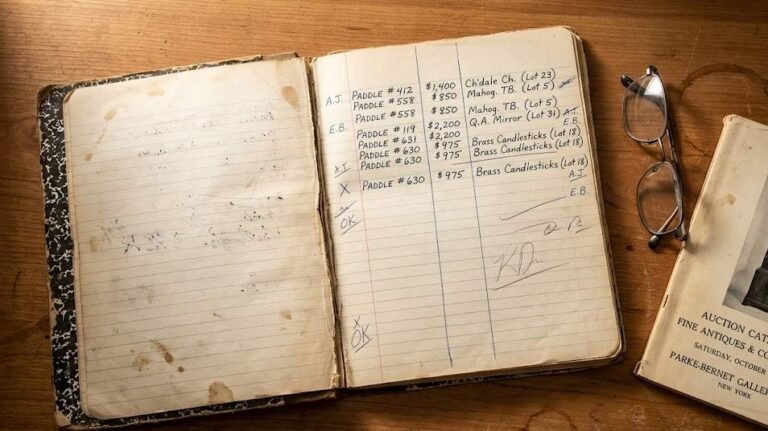 A.J. PADDLE # 412 $1,400 Ch'dale Ch. (Lot 23)
PADDLE # 558 $850 Mahog. TB. (Lot 5)
PADDLE # 558 $850 Mahog. TB. (Lot 5)
E.B. PADDLE # 119 $2,200 Q.A. Mirror (Lot 31) A.J.
PADDLE # 631 $2,200 E.B.
PADDLE # 630 $975 Brass Candlesticks (Lot 18)
PADDLE # 630 $975 Brass Candlesticks (Lot 18)
X PADDLE # 630 $975 Brass Candlesticks (Lot 18)
A.J.
E.B.
OK
X
OK
AUCTION
FINE ANTIQUES &
SATURDAY, OCTOBER
PARKE-BERNET
NEW YORK